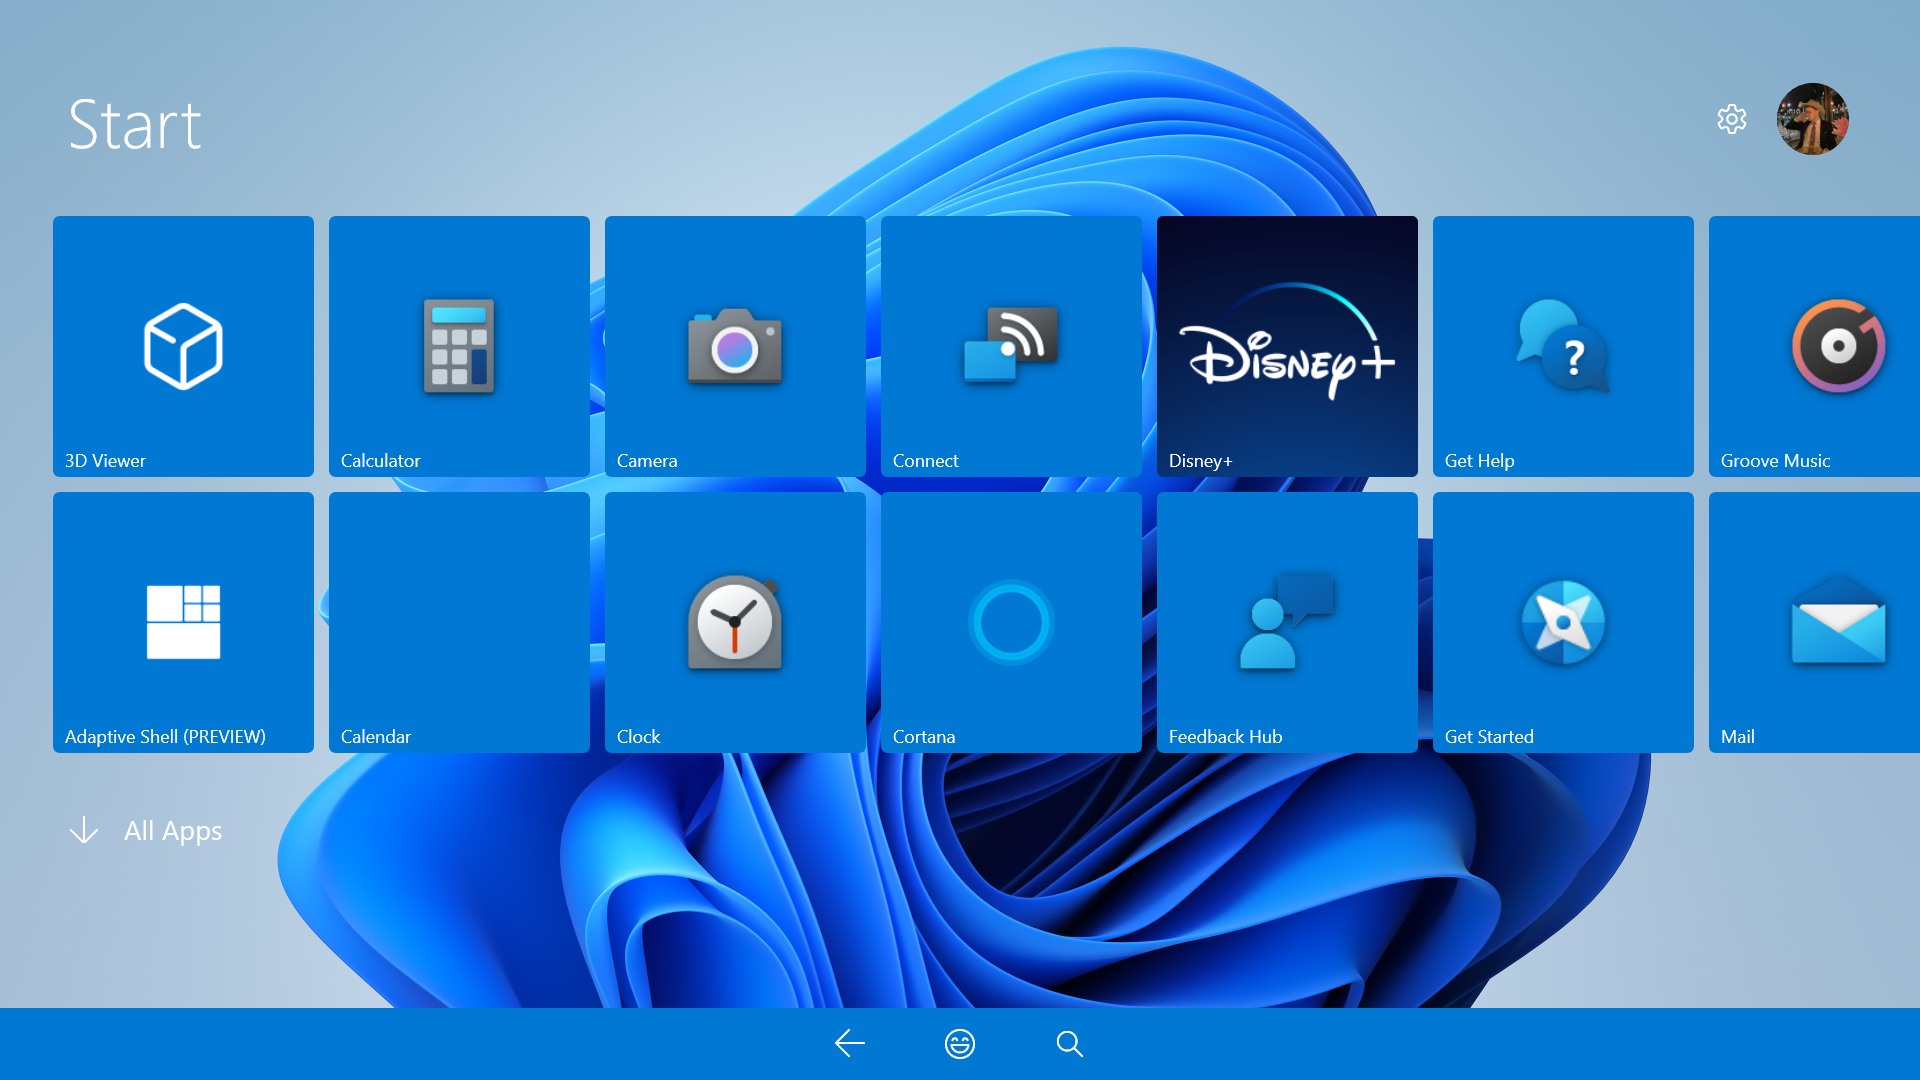 Start
3D Viewer
Calculator
Camera
Connect
Disney+
Disney+
Get Help
?
Groove Music
Adaptive Shell (PREVIEW)
Calendar
Clock
Cortana
Feedback Hub
Get Started
Mail
All Apps